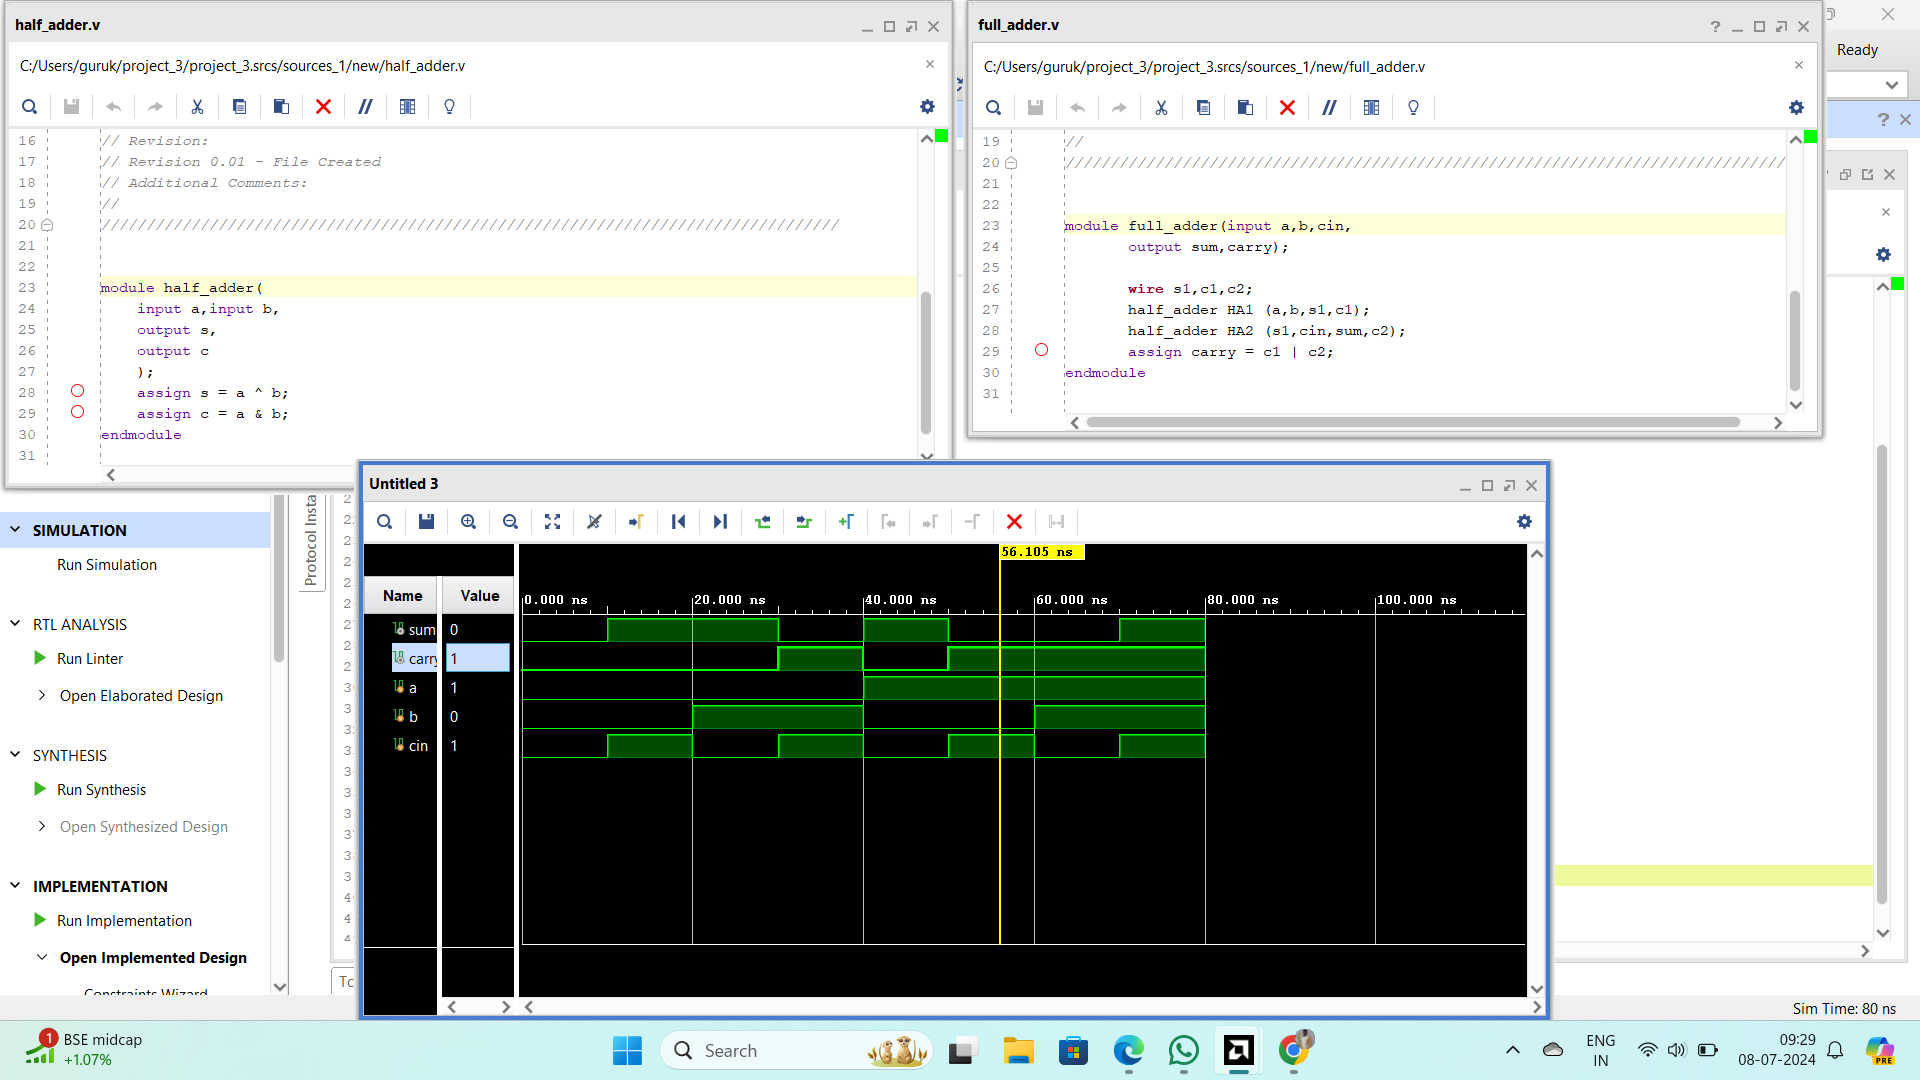 half_adder.v
C:/Users/guruk/project_3/project_3.srcs/sources_1/new/half_adder.v
16 // Revision:
17 // Revision 0.01 - File Created
18 // Additional Comments:
19 //
20 //////////////////////////////////////////////////////////////////////////////////
21
22
23 module half_adder(
24 input a,input b,
25 output s,
26 output c
27 );
28 assign s = a ^ b;
29 assign c = a & b;
30 endmodule
31
full_adder.v
C:/Users/guruk/project_3/project_3.srcs/sources_1/new/full_adder.v
19 //
20 ////////////////////////////////////////////////////////////////////////////////
21
22
23 module full_adder(input a,b,cin,
24 output sum,carry);
25
26 wire s1,c1,c2;
27 half_adder HA1 (a,b,s1,c1);
28 half_adder HA2 (s1,cin,sum,c2);
29 assign carry = c1 | c2;
30 endmodule
31
Ready
SIMULATION
Run Simulation
RTL ANALYSIS
Run Linter
Open Elaborated Design
SYNTHESIS
Run Synthesis
Open Synthesized Design
IMPLEMENTATION
Run Implementation
Open Implemented Design
Constraints Wizard
Protocol Insta
Tc
Untitled 3
56.105 ns
Name Value
0.000 ns 20.000 ns 40.000 ns 60.000 ns 80.000 ns 100.000 ns
sum 0
carry 1
a 1
b 0
cin 1
Sim Time: 80 ns
1
BSE midcap
+1.07%
Search
ENG
IN
09:29
08-07-2024
PRE